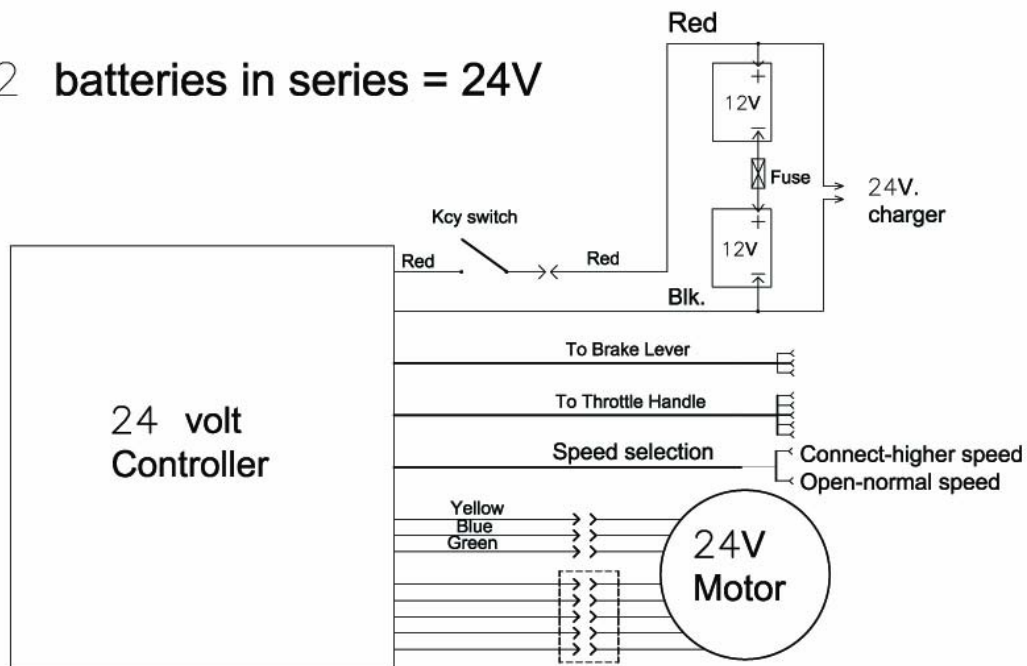 Red
2 batteries in series = 24V
+
12V
–
Fuse
+
12V
–
24V.
charger
Kcy switch
Red
Red
Blk.
To Brake Lever
To Throttle Handle
Speed selection
Connect-higher speed
Open-normal speed
24 volt
Controller
Yellow
Blue
Green
24V
Motor